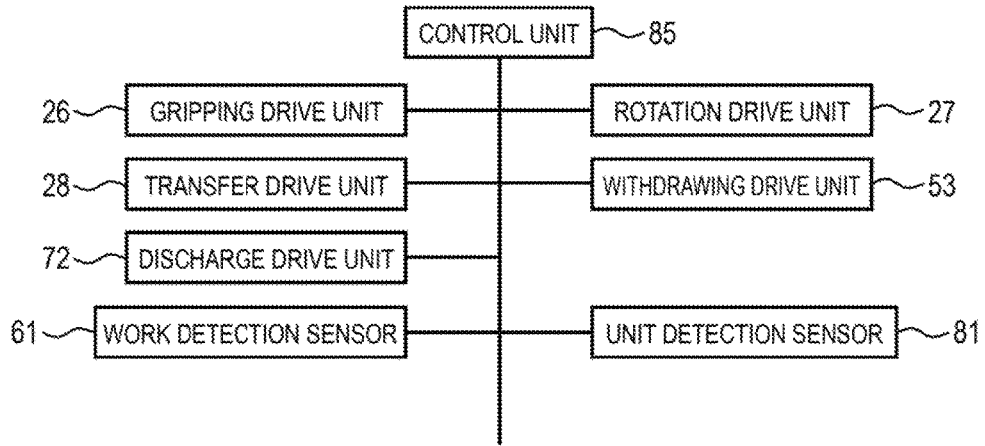 CONTROL UNIT 85
26 GRIPPING DRIVE UNIT ROTATION DRIVE UNIT 27
28 TRANSFER DRIVE UNIT WITHDRAWING DRIVE UNIT 53
72 DISCHARGE DRIVE UNIT
61 WORK DETECTION SENSOR UNIT DETECTION SENSOR 81